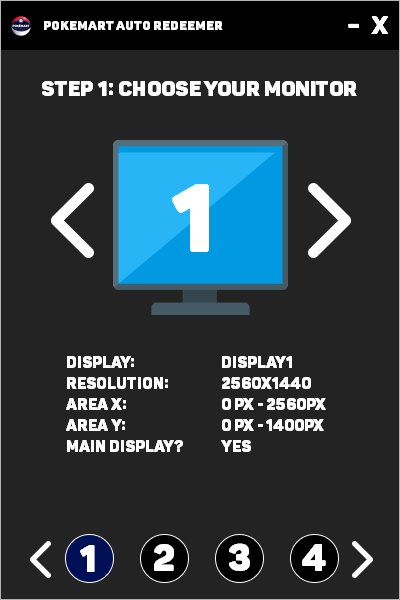 POKEMART AUTO REDEEMER
X
STEP 1: CHOOSE YOUR MONITOR
1
DISPLAY: DISPLAY1
RESOLUTION: 2560X1440
AREA X: 0 PX - 2560PX
AREA Y: 0 PX - 1400PX
MAIN DISPLAY? YES
1 2 3 4